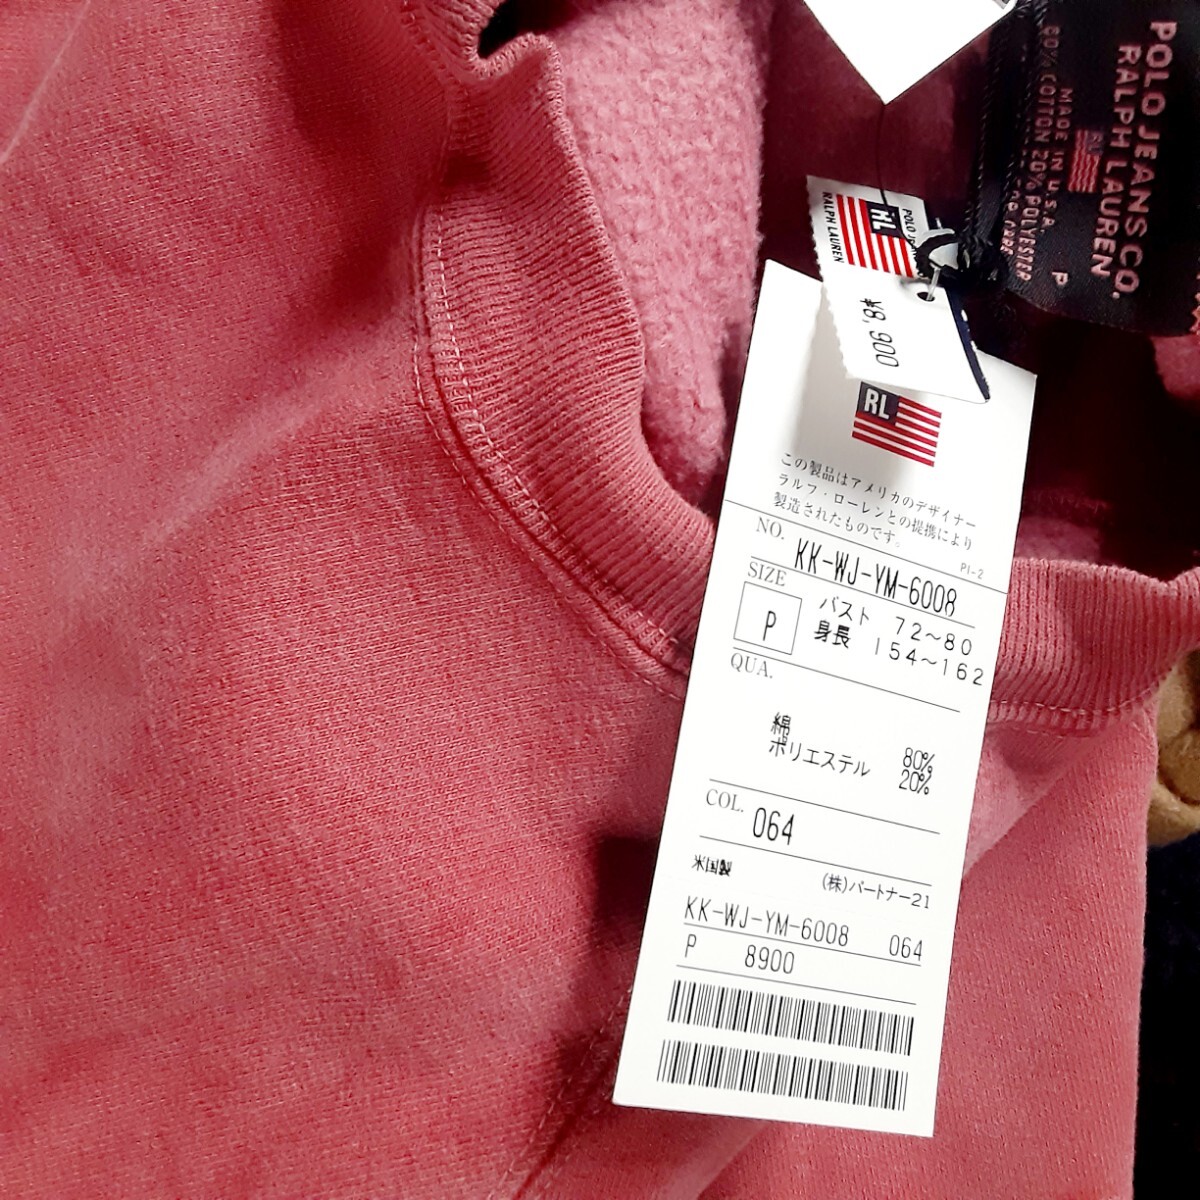 POLO JEANS CO.
RALPH LAUREN
RL
MADE IN U.S.A.
P
80% COTTON 20% POLYESTER
RL
RALPH LAUREN
¥8,900
RL
この製品はアメリカのデザイナー
ラルフ・ローレンとの提携により
製造されたものです。
PI-2
NO. KK-WJ-YM-6008
SIZE
P
バスト 72~80
身長 154~162
QUA.
綿 80%
ポリエステル 20%
COL. 064
米国製 (株)パートナー21
KK-WJ-YM-6008 064
P 8900